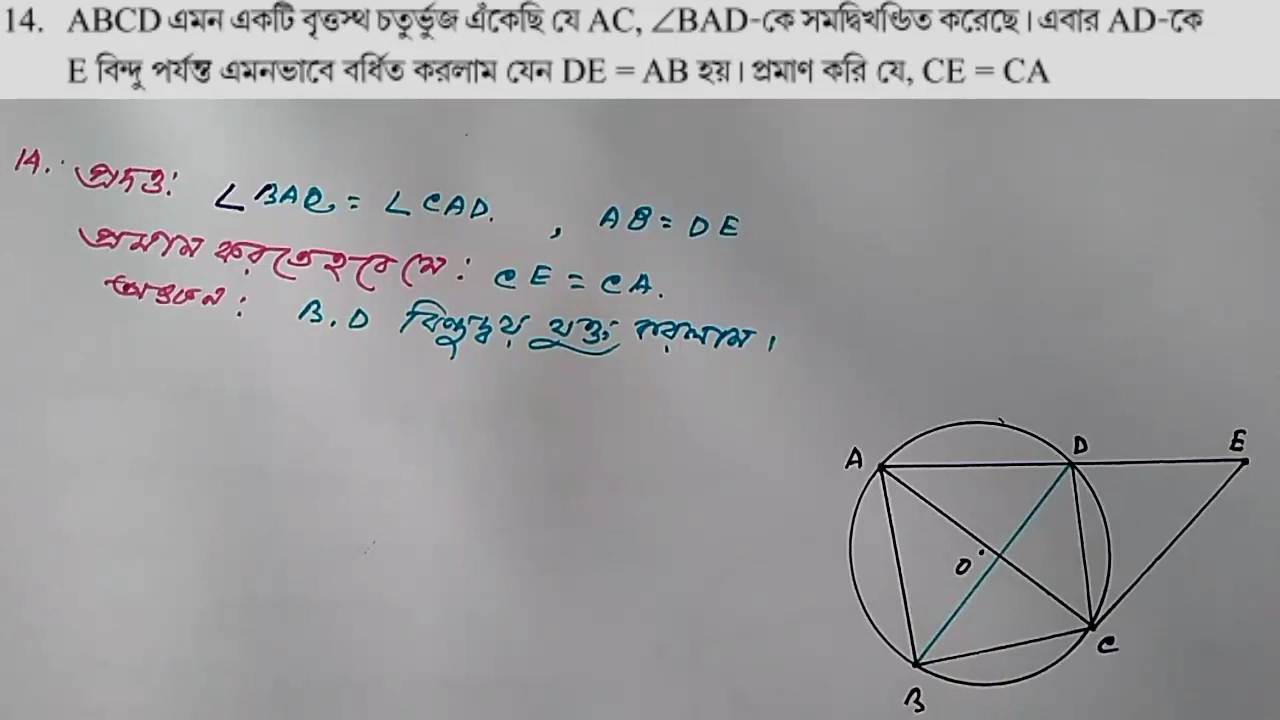 14. ABCD এমন একটি বৃত্তস্থ চতুর্ভুজ এঁকেছি যে AC, ∠BAD-কে সমদ্বিখণ্ডিত করেছে। এবার AD-কে
E বিন্দু পর্যন্ত এমনভাবে বর্ধিত করলাম যেন DE = AB হয়। প্রমাণ করি যে, CE = CA
14. প্রদত্ত: ∠BAC = ∠CAD. , AB = DE
প্রমাণ করতে হবে যে: CE = CA.
অঙ্কন: B.D বিন্দুদ্বয় যুক্ত করলাম।
A D E
O
C
B